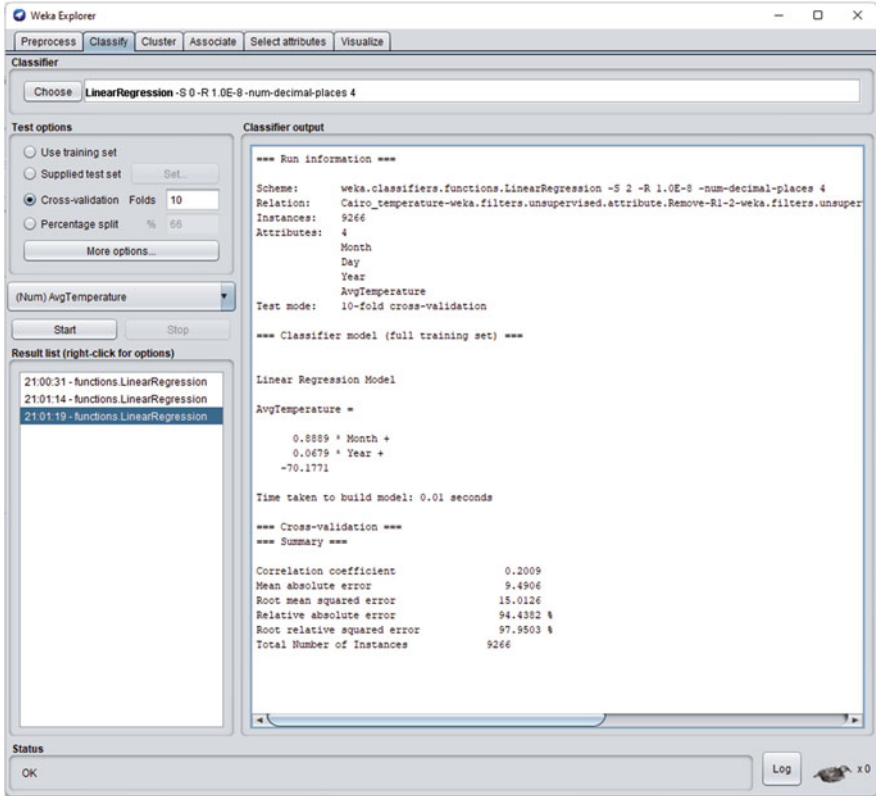 Weka Explorer
Preprocess Classify Cluster Associate Select attributes Visualize
Classifier
Choose LinearRegression -S 0 -R 1.0E-8 -num-decimal-places 4
Test options
Use training set
Supplied test set Set...
Cross-validation Folds 10
Percentage split % 66
More options...
(Num) AvgTemperature
Start Stop
Result list (right-click for options)
21:00:31 - functions.LinearRegression
21:01:14 - functions.LinearRegression
21:01:19 - functions.LinearRegression
Classifier output
=== Run information ===
Scheme: weka.classifiers.functions.LinearRegression -S 2 -R 1.0E-8 -num-decimal-places 4
Relation: Cairo_temperature-weka.filters.unsupervised.attribute.Remove-R1-2-weka.filters.unsuper
Instances: 9266
Attributes: 4
Month
Day
Year
AvgTemperature
Test mode: 10-fold cross-validation
=== Classifier model (full training set) ===
Linear Regression Model
AvgTemperature =
0.8889 * Month +
0.0679 * Year +
-70.1771
Time taken to build model: 0.01 seconds
=== Cross-validation ===
=== Summary ===
Correlation coefficient 0.2009
Mean absolute error 9.4906
Root mean squared error 15.0126
Relative absolute error 94.4382 %
Root relative squared error 97.9503 %
Total Number of Instances 9266
Status
OK
Log x 0